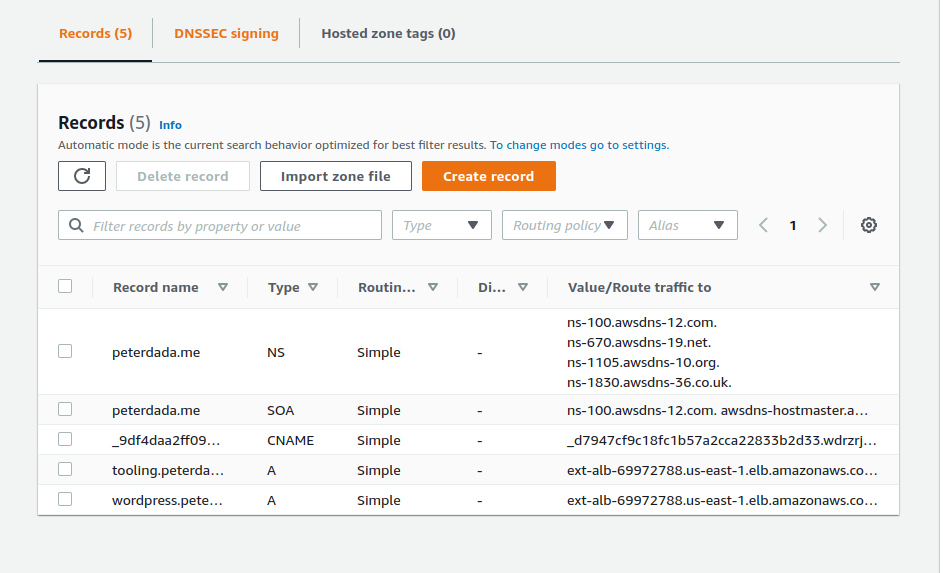 Records (5) DNSSEC signing Hosted zone tags (0)
Records (5) Info
Automatic mode is the current search behavior optimized for best filter results. To change modes go to settings.
Delete record Import zone file Create record
Filter records by property or value Type Routing policy Alias 1
Record name Type Routin... Di... Value/Route traffic to
peterdada.me NS Simple - ns-100.awsdns-12.com.
ns-670.awsdns-19.net.
ns-1105.awsdns-10.org.
ns-1830.awsdns-36.co.uk.
peterdada.me SOA Simple - ns-100.awsdns-12.com. awsdns-hostmaster.a...
_9df4daa2ff09... CNAME Simple - _d7947cf9c18fc1b57a2cca22833b2d33.wdrzrj...
tooling.peterda... A Simple - ext-alb-69972788.us-east-1.elb.amazonaws.co...
wordpress.pete... A Simple - ext-alb-69972788.us-east-1.elb.amazonaws.co...